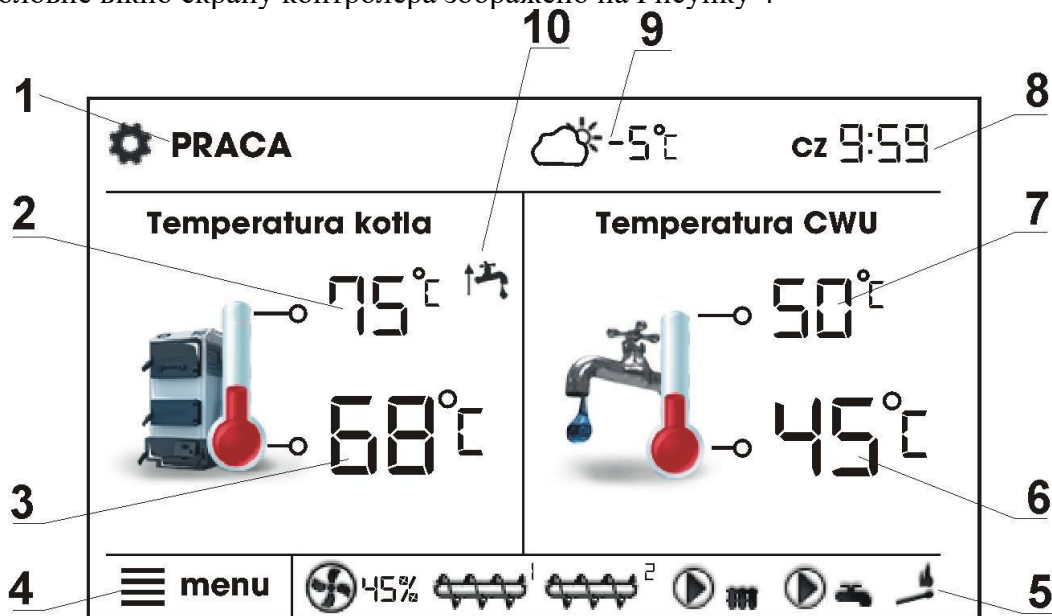 оловне вікно екрану контролера зображено на Рисунку 4
10 9
1 8
PRACA -5°C cz 9:59
2 Temperatura kotla Temperatura CWU 7
75°C 50°C
68°C 45°C
3 6
4 menu 45% 1 2 5